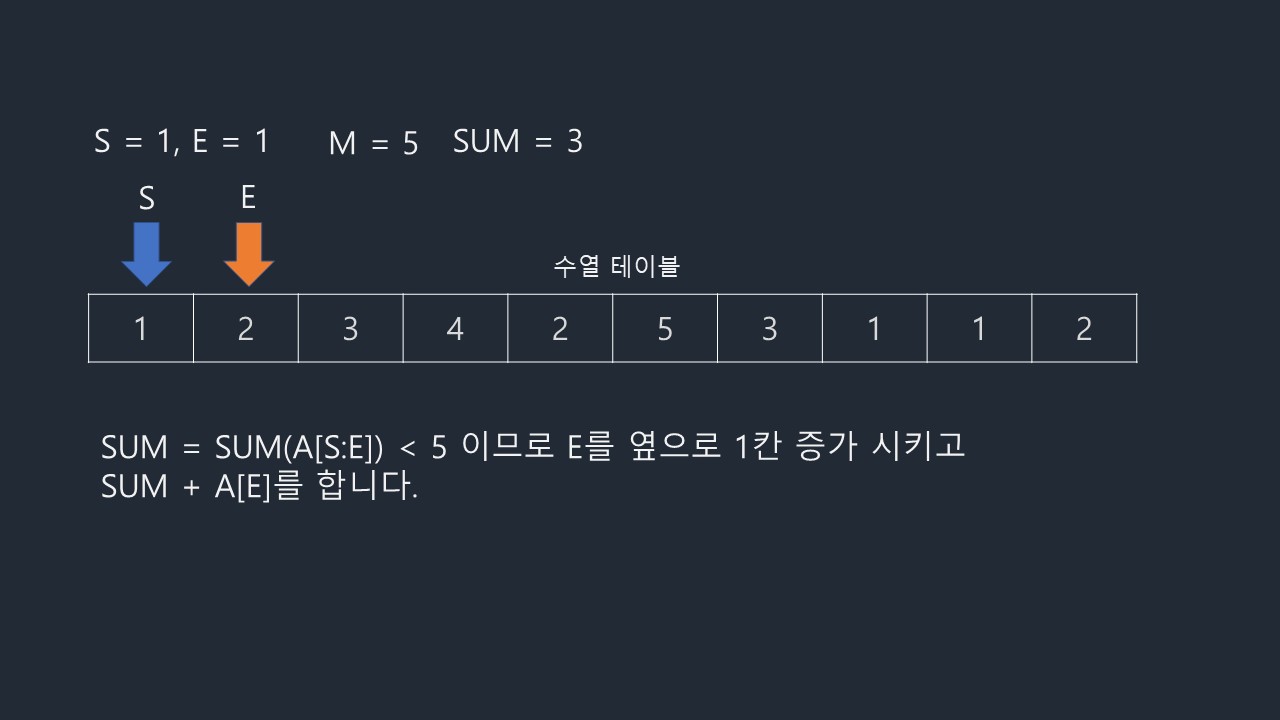 S = 1, E = 1 M = 5 SUM = 3
S E
수열 테이블
1 2 3 4 2 5 3 1 1 2
SUM = SUM(A[S:E]) < 5 이므로 E를 옆으로 1칸 증가 시키고
SUM + A[E]를 합니다.